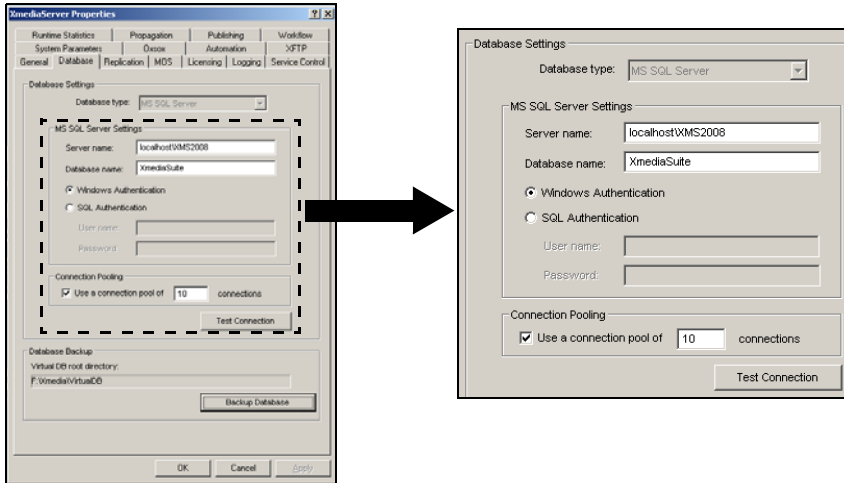 XmediaServer Properties
Runtime Statistics Propagation Publishing Workflow
System Parameters Oxsox Automation XFTP
General Database Replication MOS Licensing Logging Service Control
Database Settings
Database type: MS SQL Server
MS SQL Server Settings
Server name: localhost\XMS2008
Database name: XmediaSuite
Windows Authentication
SQL Authentication
User name:
Password:
Connection Pooling
Use a connection pool of 10 connections
Test Connection
Database Backup
Virtual DB root directory:
F:\Xmedia\VirtualDB
Backup Database
OK Cancel Apply
Database Settings
Database type: MS SQL Server
MS SQL Server Settings
Server name: localhost\XMS2008
Database name: XmediaSuite
Windows Authentication
SQL Authentication
User name:
Password:
Connection Pooling
Use a connection pool of 10 connections
Test Connection